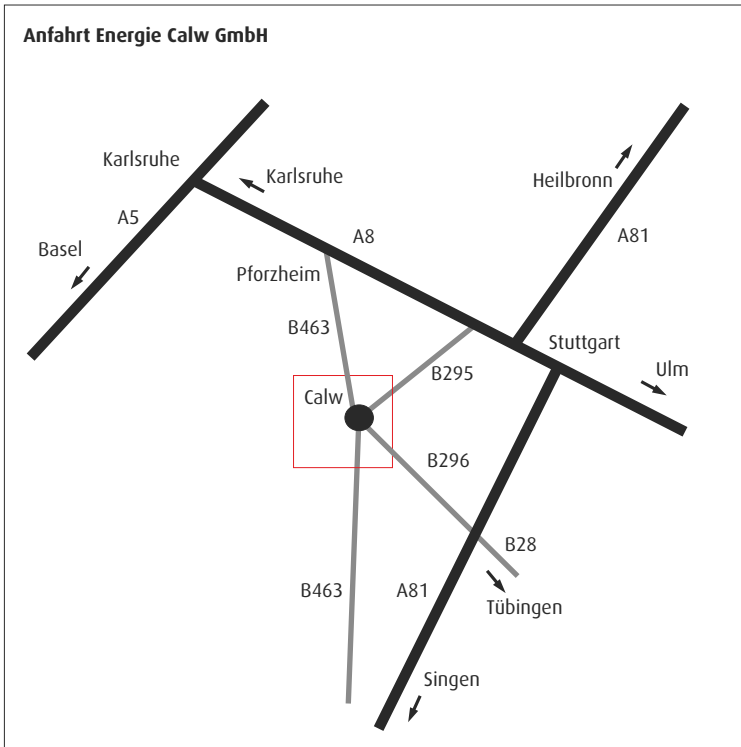 Anfahrt Energie Calw GmbH
Karlsruhe
Karlsruhe
Heilbronn
A5
A8
A81
Basel
Pforzheim
B463
Stuttgart
B295
Ulm
Calw
B296
B28
B463
A81
Tübingen
Singen